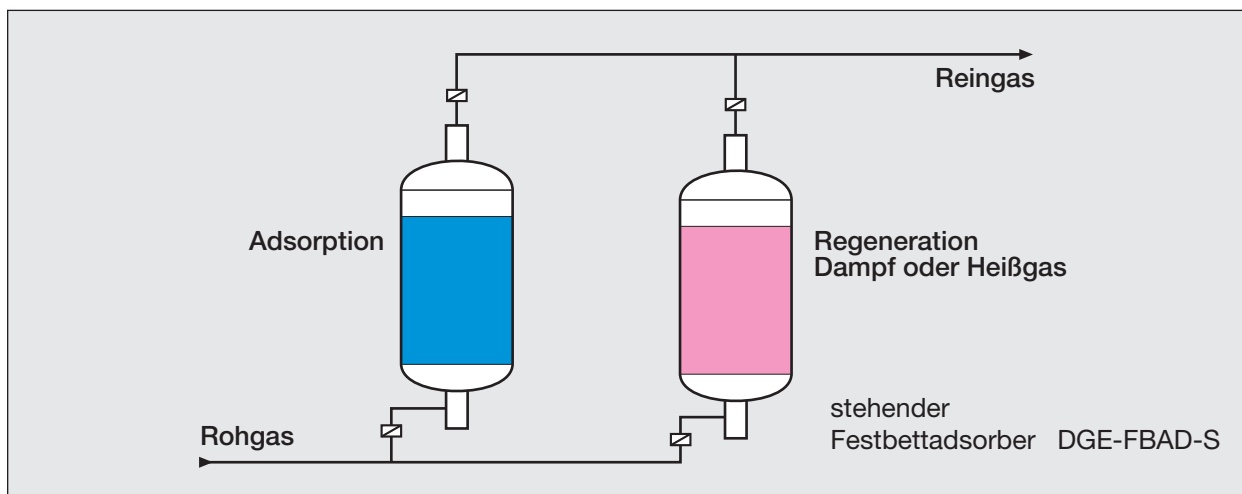 Reingas
Adsorption
Regeneration
Dampf oder Heißgas
stehender
Festbettadsorber DGE-FBAD-S
Rohgas